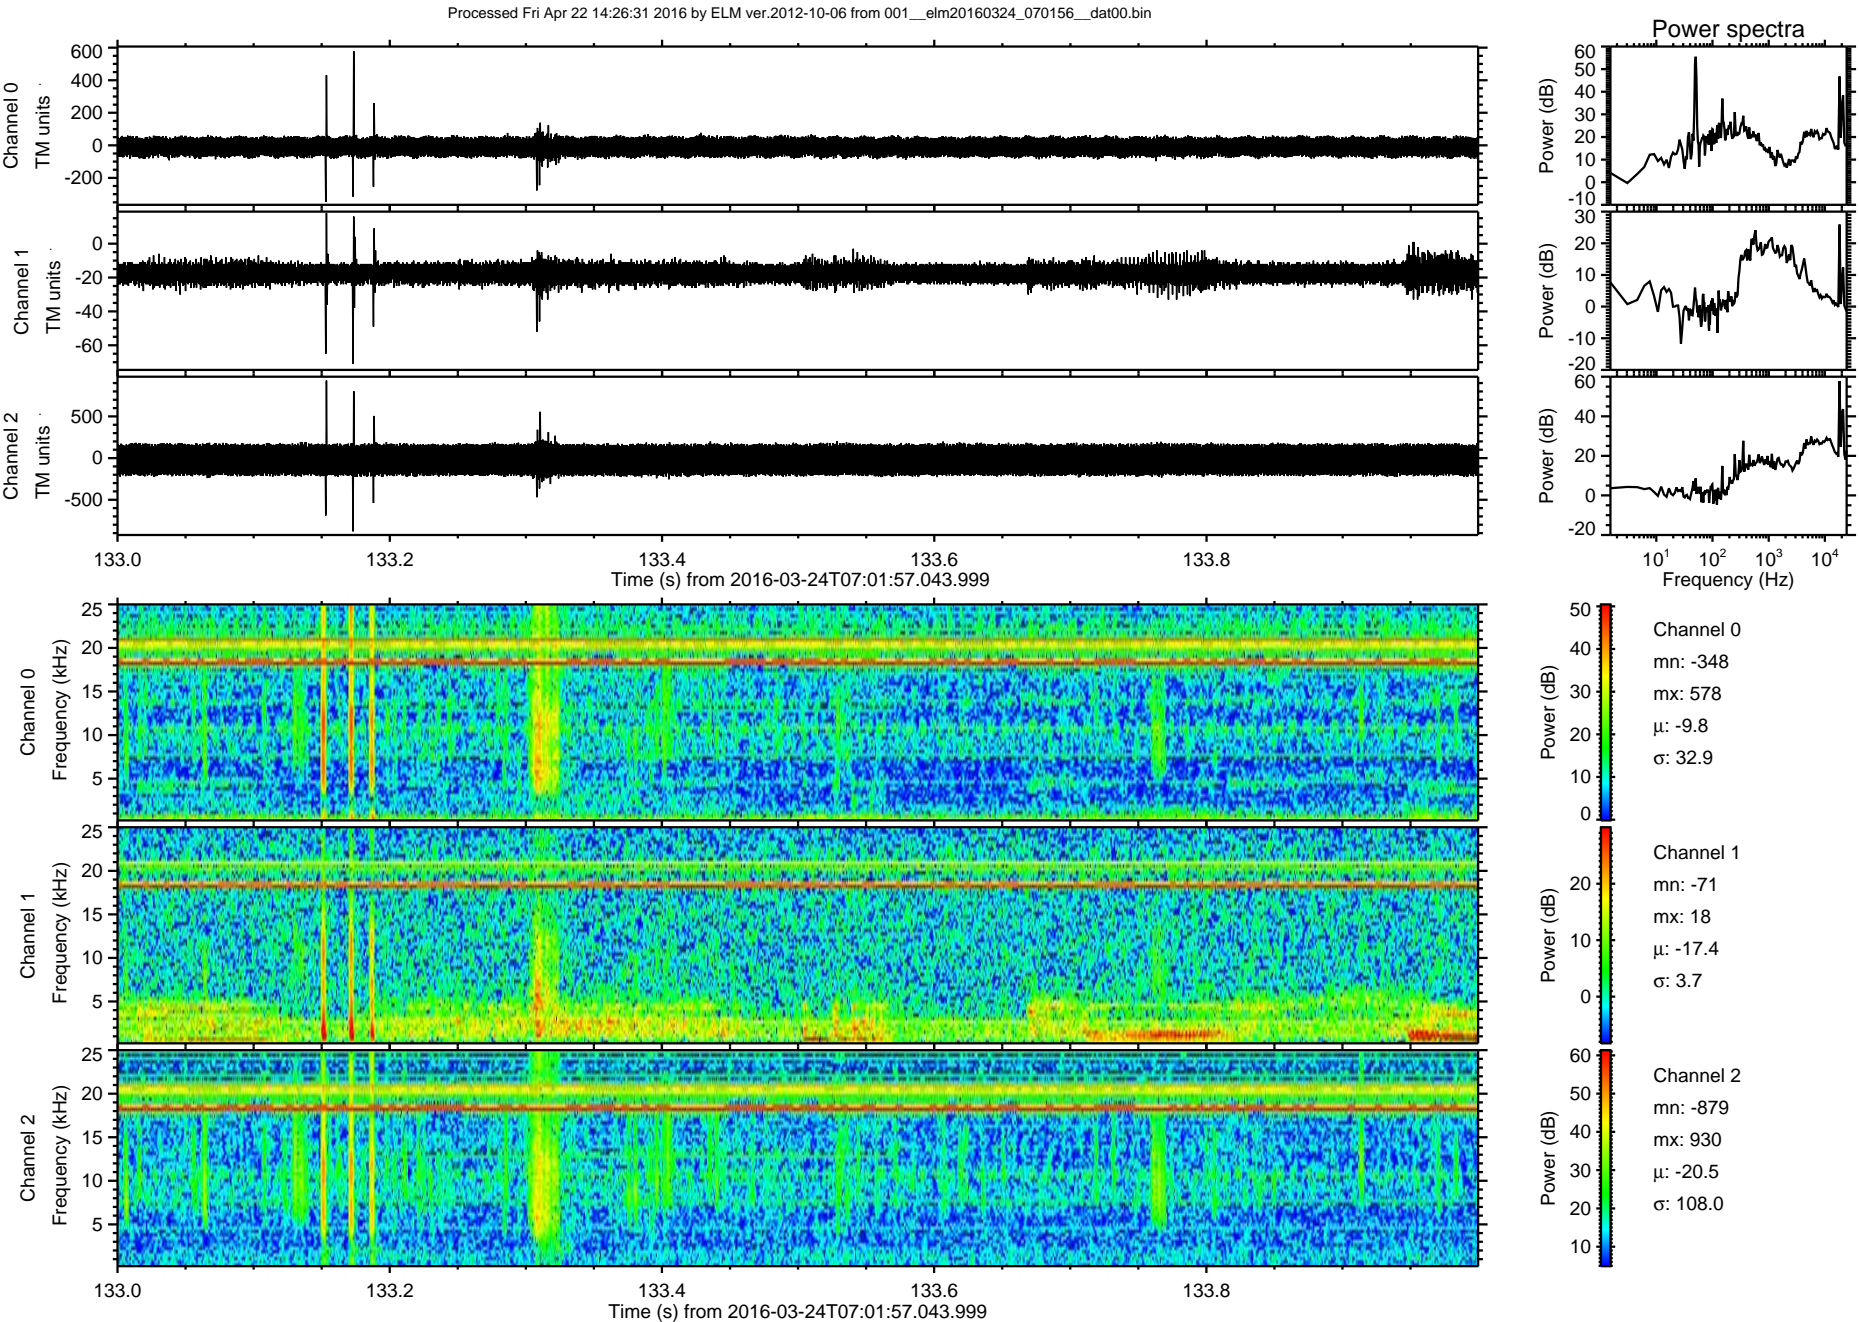 Processed Fri Apr 22 14:26:31 2016 by ELM ver.2012-10-06 from 001__elm20160324_070156__dat00.bin
Power spectra
Channel 0
TM units
600
400
200
0
-200
Power (dB)
60
50
40
30
20
10
0
-10
Channel 1
TM units
0
-20
-40
-60
Power (dB)
30
20
10
0
-10
-20
Channel 2
TM units
500
0
-500
Power (dB)
60
40
20
0
-20
133.0 133.2 133.4 133.6 133.8
Time (s) from 2016-03-24T07:01:57.043.999
10¹ 10² 10³ 10⁴
Frequency (Hz)
Channel 0
Frequency (kHz)
25
20
15
10
5
Power (dB)
50
40
30
20
10
0
Channel 0
mn: -348
mx: 578
μ: -9.8
σ: 32.9
Channel 1
Frequency (kHz)
25
20
15
10
5
Power (dB)
20
10
0
Channel 1
mn: -71
mx: 18
μ: -17.4
σ: 3.7
Channel 2
Frequency (kHz)
25
20
15
10
5
Power (dB)
60
50
40
30
20
10
Channel 2
mn: -879
mx: 930
μ: -20.5
σ: 108.0
133.0 133.2 133.4 133.6 133.8
Time (s) from 2016-03-24T07:01:57.043.999